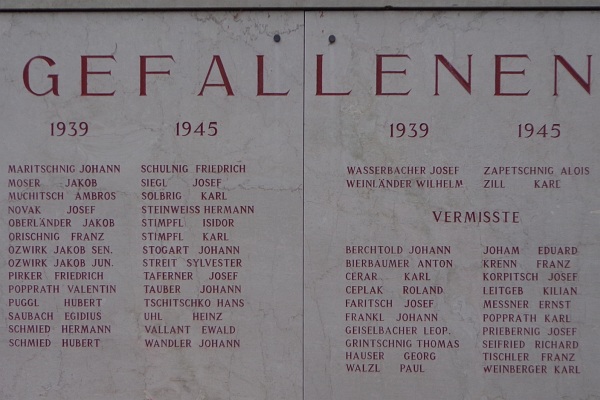 GEFALLENEN
1939 1945
MARITSCHNIG JOHANN
MOSER JAKOB
MUCHITSCH AMBROS
NOVAK JOSEF
OBERLÄNDER JAKOB
ORISCHNIG FRANZ
OZWIRK JAKOB SEN.
OZWIRK JAKOB JUN.
PIRKER FRIEDRICH
POPPRATH VALENTIN
PUGGL HUBERT
SAUBACH EGIDIUS
SCHMIED HERMANN
SCHMIED HUBERT
SCHULNIG FRIEDRICH
SIEGL JOSEF
SOLBRIG KARL
STEINWEISS HERMANN
STIMPFL ISIDOR
STIMPFL KARL
STOGART JOHANN
STREIT SYLVESTER
TAFERNER JOSEF
TAUBER JOHANN
TSCHITSCHKO HANS
UHL HEINZ
VALLANT EWALD
WANDLER JOHANN
1939 1945
WASSERBACHER JOSEF
WEINLÄNDER WILHELM
ZAPETSCHNIG ALOIS
ZILL KARL
VERMISSTE
BERCHTOLD JOHANN
BIERBAUMER ANTON
CERAR KARL
CEPLAK ROLAND
FARITSCH JOSEF
FRANKL JOHANN
GEISELBACHER LEOP.
GRINTSCHNIG THOMAS
HAUSER GEORG
WALZL PAUL
JOHAM EDUARD
KRENN FRANZ
KORPITSCH JOSEF
LEITGEB KILIAN
MESSNER ERNST
POPPRATH KARL
PRIEBERNIG JOSEF
SEIFRIED RICHARD
TISCHLER FRANZ
WEINBERGER KARL